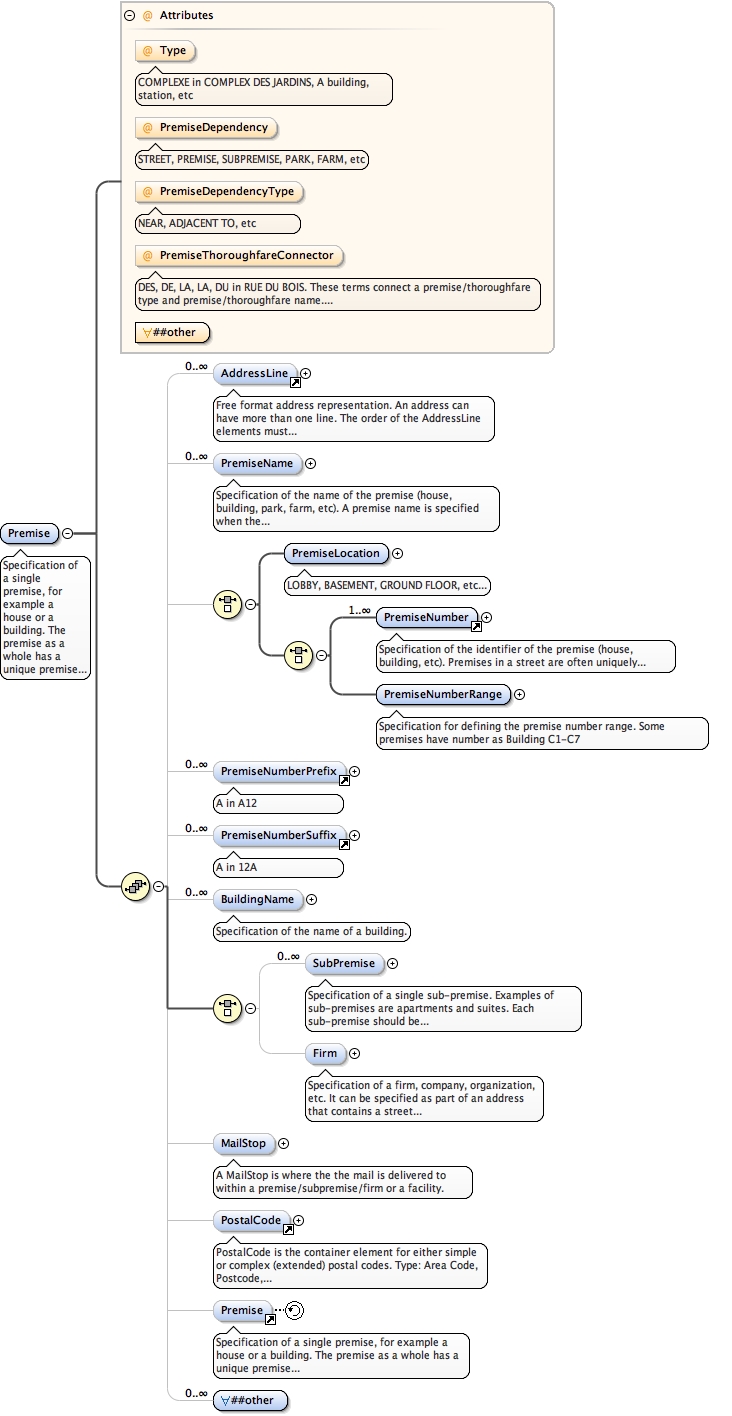 @ Attributes
@ Type
COMPLEXE in COMPLEX DES JARDINS, A building,
station, etc
@ PremiseDependency
STREET, PREMISE, SUBPREMISE, PARK, FARM, etc
@ PremiseDependencyType
NEAR, ADJACENT TO, etc
@ PremiseThoroughfareConnector
DES, DE, LA, LA, DU in RUE DU BOIS. These terms connect a premise/thoroughfare
type and premise/thoroughfare name....
∀##other
0..∞
AddressLine
Free format address representation. An address can
have more than one line. The order of the AddressLine
elements must...
0..∞
PremiseName
Specification of the name of the premise (house,
building, park, farm, etc). A premise name is specified
when the...
Premise
Specification of
a single
premise, for
example a
house or a
building. The
premise as a
whole has a
unique premise...
PremiseLocation
LOBBY, BASEMENT, GROUND FLOOR, etc...
1..∞
PremiseNumber
Specification of the identifier of the premise (house,
building, etc). Premises in a street are often uniquely...
PremiseNumberRange
Specification for defining the premise number range. Some
premises have number as Building C1-C7
0..∞
PremiseNumberPrefix
A in A12
0..∞
PremiseNumberSuffix
A in 12A
0..∞
BuildingName
Specification of the name of a building.
0..∞
SubPremise
Specification of a single sub-premise. Examples of
sub-premises are apartments and suites. Each
sub-premise should be...
Firm
Specification of a firm, company, organization,
etc. It can be specified as part of an address
that contains a street...
MailStop
A MailStop is where the the mail is delivered to
within a premise/subpremise/firm or a facility.
PostalCode
PostalCode is the container element for either simple
or complex (extended) postal codes. Type: Area Code,
Postcode,...
Premise
Specification of a single premise, for example a
house or a building. The premise as a whole has a
unique premise...
0..∞
∀##other